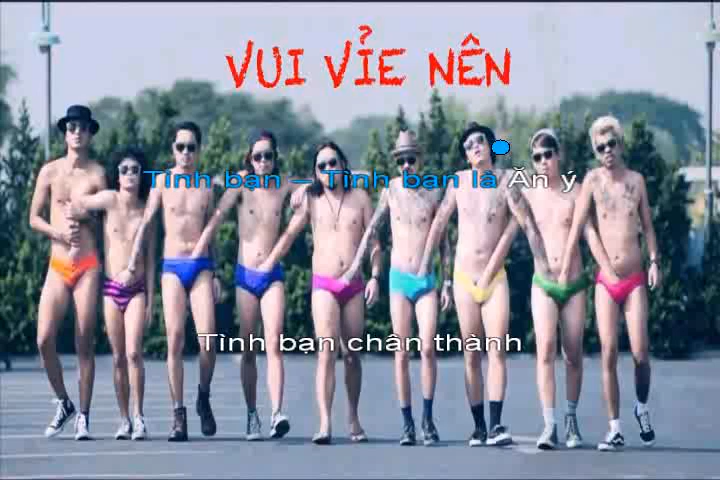 VUI VỈE NÊN
Tình bạn – Tình bạn là Ăn ý
Tình bạn chân thành